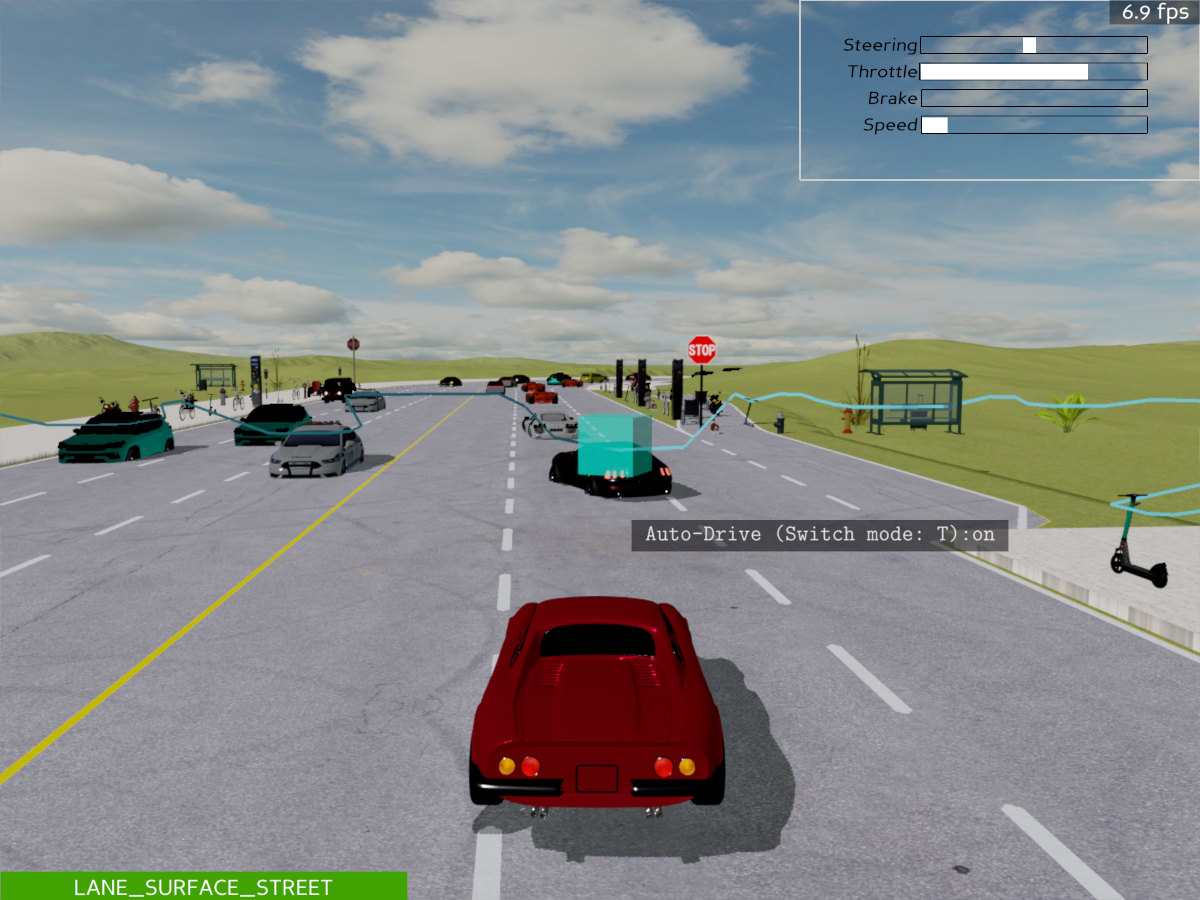 6.9 fps
Steering
Throttle
Brake
Speed
STOP
Auto-Drive (Switch mode: T):on
LANE_SURFACE_STREET